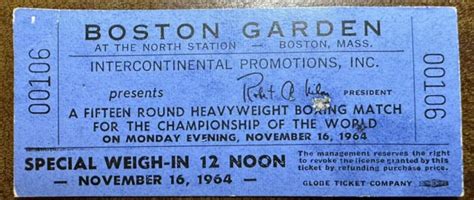 00106
BOSTON GARDEN
AT THE NORTH STATION — BOSTON, MASS.
INTERCONTINENTAL PROMOTIONS, INC.
presents
PRESIDENT
A FIFTEEN ROUND HEAVYWEIGHT BOXING MATCH
FOR THE CHAMPIONSHIP OF THE WORLD
ON MONDAY EVENING, NOVEMBER 16, 1964
SPECIAL WEIGH-IN 12 NOON
— NOVEMBER 16, 1964 —
The management reserves the right
to revoke the license granted by this
ticket by refunding purchase price.
GLOBE TICKET COMPANY
00106